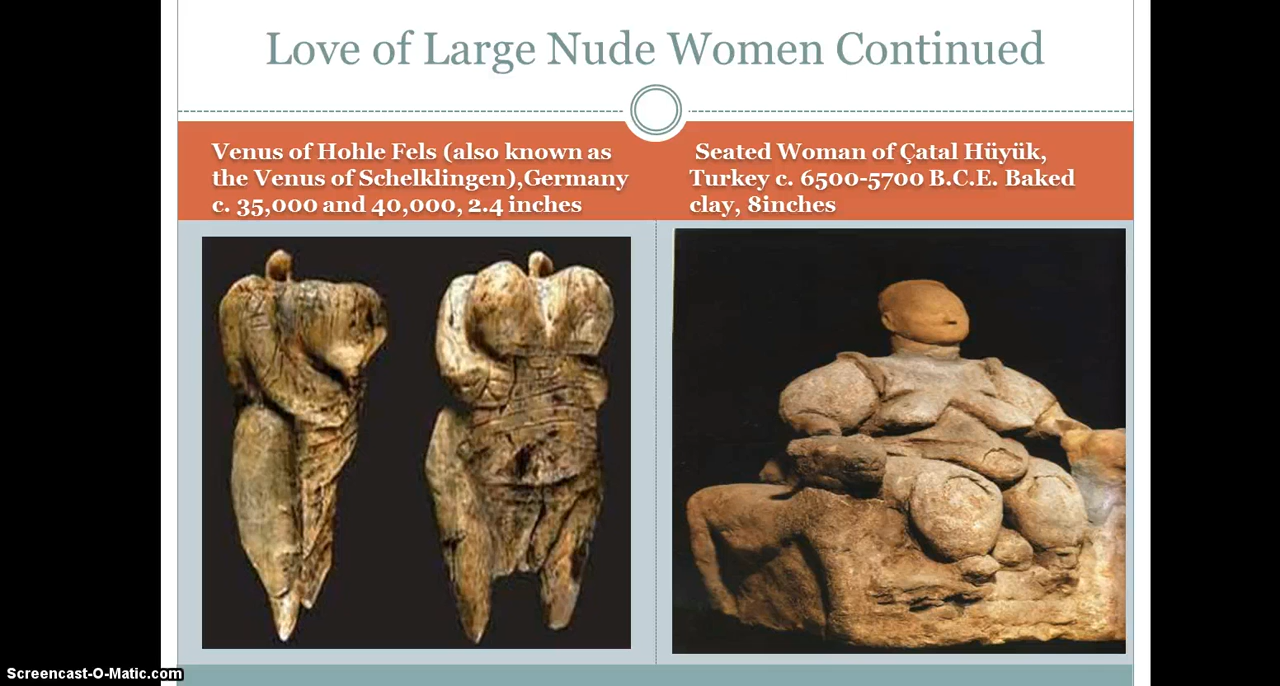 Love of Large Nude Women Continued
Venus of Hohle Fels (also known as
the Venus of Schelklingen),Germany
c. 35,000 and 40,000, 2.4 inches
Seated Woman of Çatal Hüyük,
Turkey c. 6500-5700 B.C.E. Baked
clay, 8inches
Screencast-O-Matic.com